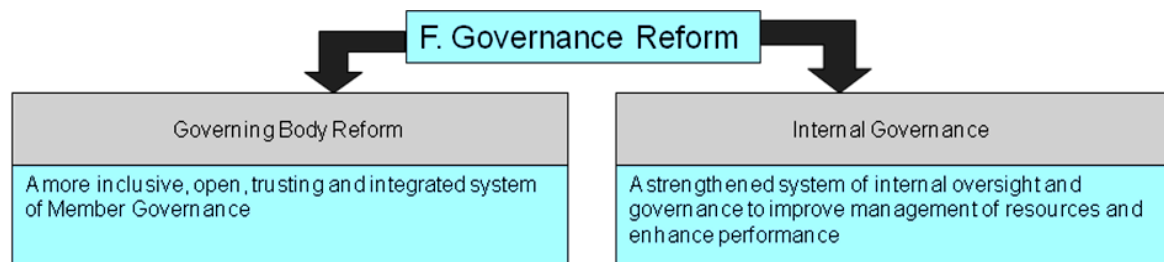 F. Governance Reform
Governing Body Reform
A more inclusive, open, trusting and integrated system
of Member Governance
Internal Governance
A strengthened system of internal oversight and
governance to improve management of resources and
enhance performance